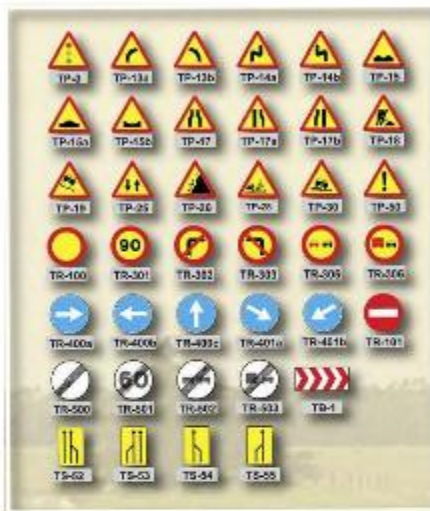 TP-3 TP-13a TP-13b TP-14a TP-14b TP-15
TP-15a TP-15b TP-17 TP-17a TP-17b TP-18
TP-19 TP-25 TP-26 TP-28 TP-30 TP-50
90
TR-100 TR-301 TR-302 TR-303 TR-305 TR-306
TR-400a TR-400b TR-400c TR-401a TR-401b TR-101
60
TR-500 TR-501 TR-502 TR-503 TB-1
TS-52 TS-53 TS-54 TS-55